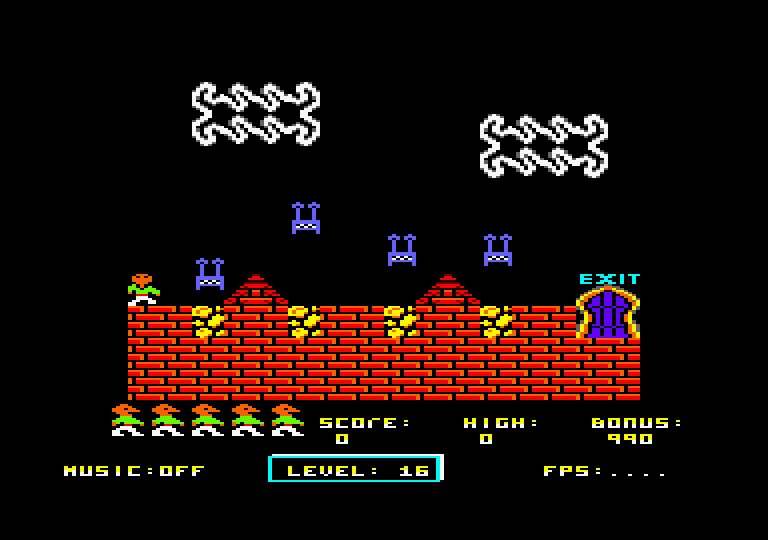 EXIT
SCOrE: HIGH: BONUS:
0 0 990
MUSIC:OFF LEVEL: 16 FPS:....